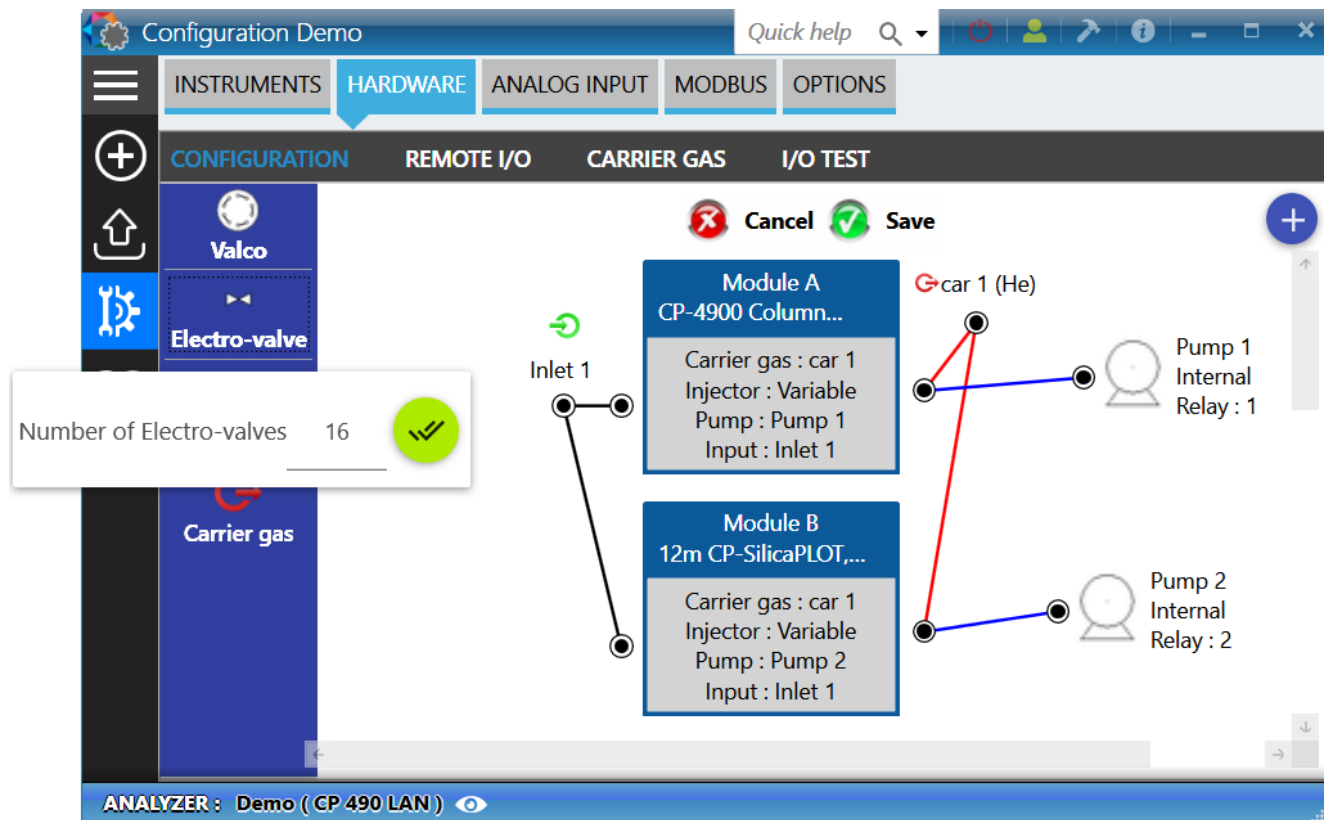 Configuration Demo
Quick help
INSTRUMENTS HARDWARE ANALOG INPUT MODBUS OPTIONS
CONFIGURATION REMOTE I/O CARRIER GAS I/O TEST
Valco
Electro-valve
Number of Electro-valves 16
Carrier gas
Cancel Save
Inlet 1
Module A
CP-4900 Column...
Carrier gas : car 1
Injector : Variable
Pump : Pump 1
Input : Inlet 1
Module B
12m CP-SilicaPLOT,...
Carrier gas : car 1
Injector : Variable
Pump : Pump 2
Input : Inlet 1
car 1 (He)
Pump 1
Internal
Relay : 1
Pump 2
Internal
Relay : 2
ANALYZER : Demo ( CP 490 LAN )